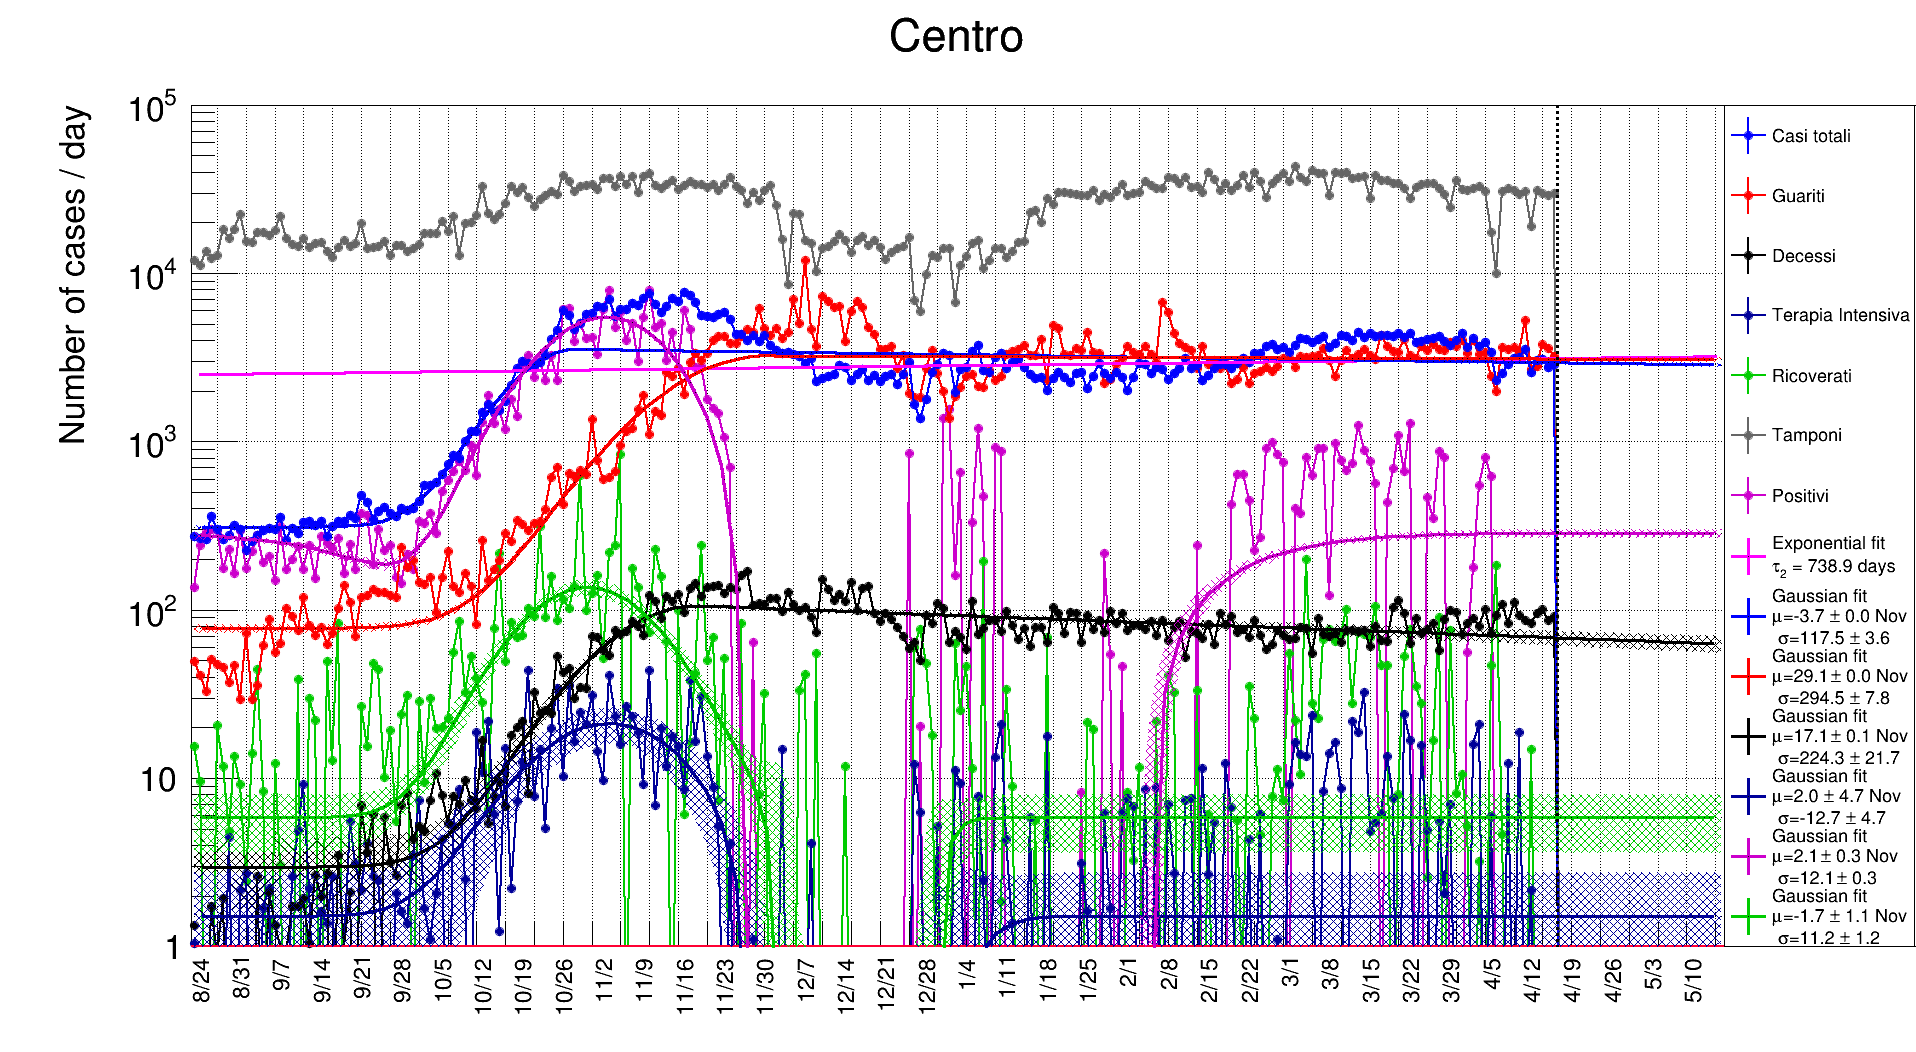 Centro
Number of cases / day
10^5
10^4
10^3
10^2
10
1
8/24
8/31
9/7
9/14
9/21
9/28
10/5
10/12
10/19
10/26
11/2
11/9
11/16
11/23
11/30
12/7
12/14
12/21
12/28
1/4
1/11
1/18
1/25
2/1
2/8
2/15
2/22
3/1
3/8
3/15
3/22
3/29
4/5
4/12
4/19
4/26
5/3
5/10
Casi totali
Guariti
Decessi
Terapia Intensiva
Ricoverati
Tamponi
Positivi
Exponential fit
τ2 = 738.9 days
Gaussian fit
μ=-3.7 ± 0.0 Nov
σ=117.5 ± 3.6
Gaussian fit
μ=29.1 ± 0.0 Nov
σ=294.5 ± 7.8
Gaussian fit
μ=17.1 ± 0.1 Nov
σ=224.3 ± 21.7
Gaussian fit
μ=2.0 ± 4.7 Nov
σ=-12.7 ± 4.7
Gaussian fit
μ=2.1 ± 0.3 Nov
σ=12.1 ± 0.3
Gaussian fit
μ=-1.7 ± 1.1 Nov
σ=11.2 ± 1.2